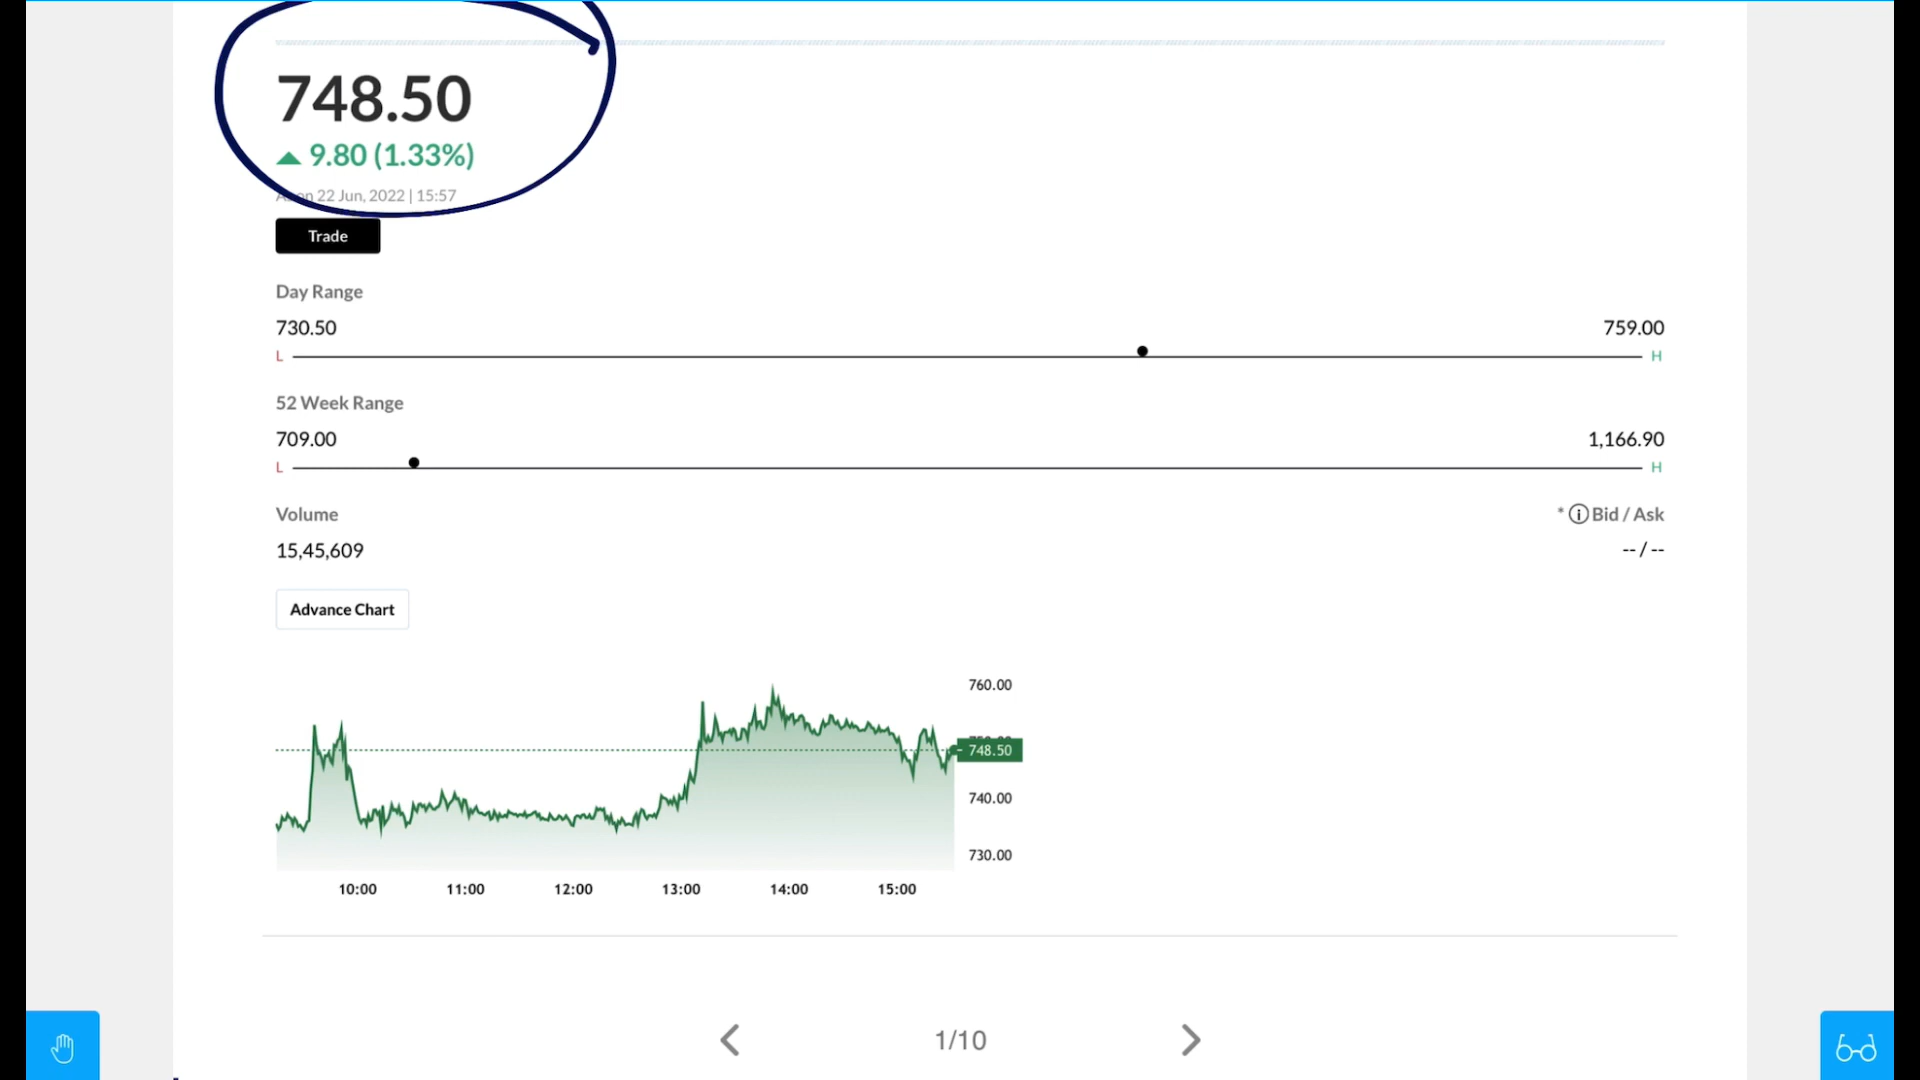 748.50
▲ 9.80 (1.33%)
As on 22 Jun, 2022 | 15:57
Trade
Day Range
730.50 759.00
L H
52 Week Range
709.00 1,166.90
L H
Volume * i Bid / Ask
15,45,609 -- / --
Advance Chart
760.00
748.50
740.00
730.00
10:00 11:00 12:00 13:00 14:00 15:00
1/10